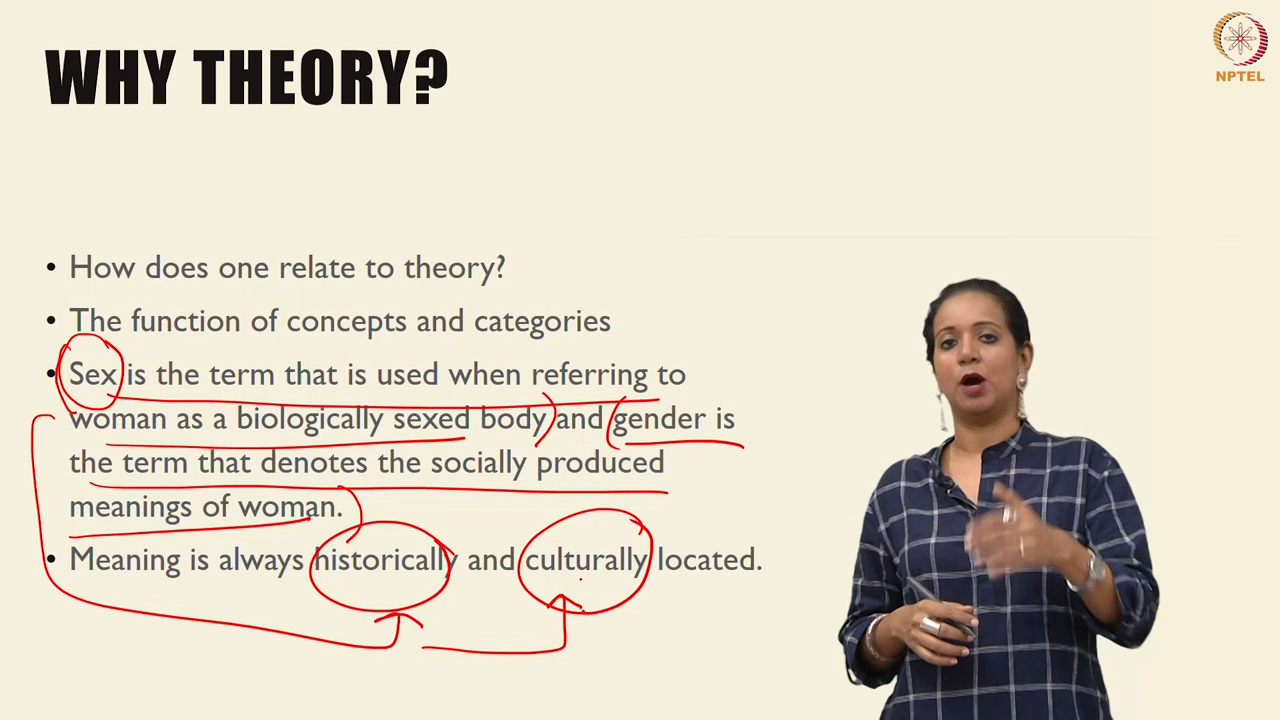 WHY THEORY?
NPTEL
• How does one relate to theory?
• The function of concepts and categories
• Sex is the term that is used when referring to
woman as a biologically sexed body and gender is
the term that denotes the socially produced
meanings of woman.
• Meaning is always historically and culturally located.